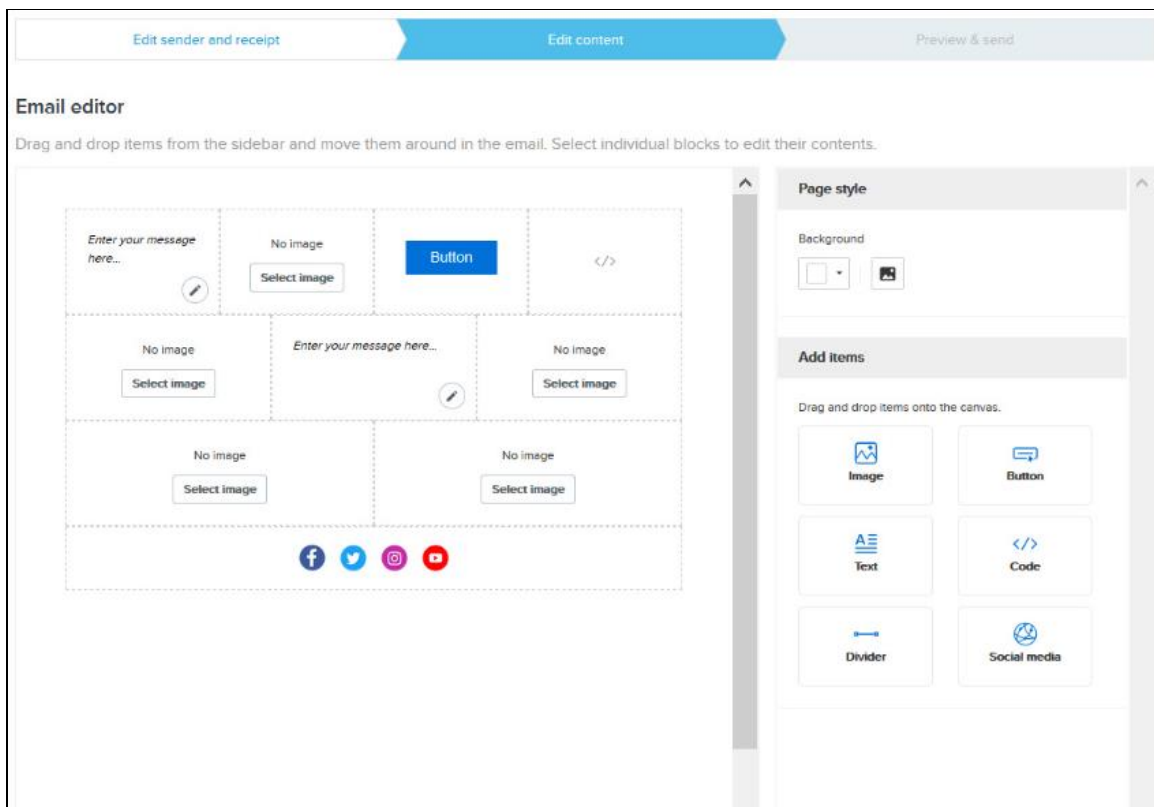 Edit sender and receipt
Edit content
Preview & send
Email editor
Drag and drop items from the sidebar and move them around in the email. Select individual blocks to edit their contents.
Enter your message
here...
No image
Select image
Button
</>
No image
Select image
Enter your message here...
No image
Select image
No image
Select image
No image
Select image
Page style
Background
Add items
Drag and drop items onto the canvas.
Image
Button
Text
</>
Code
Divider
Social media